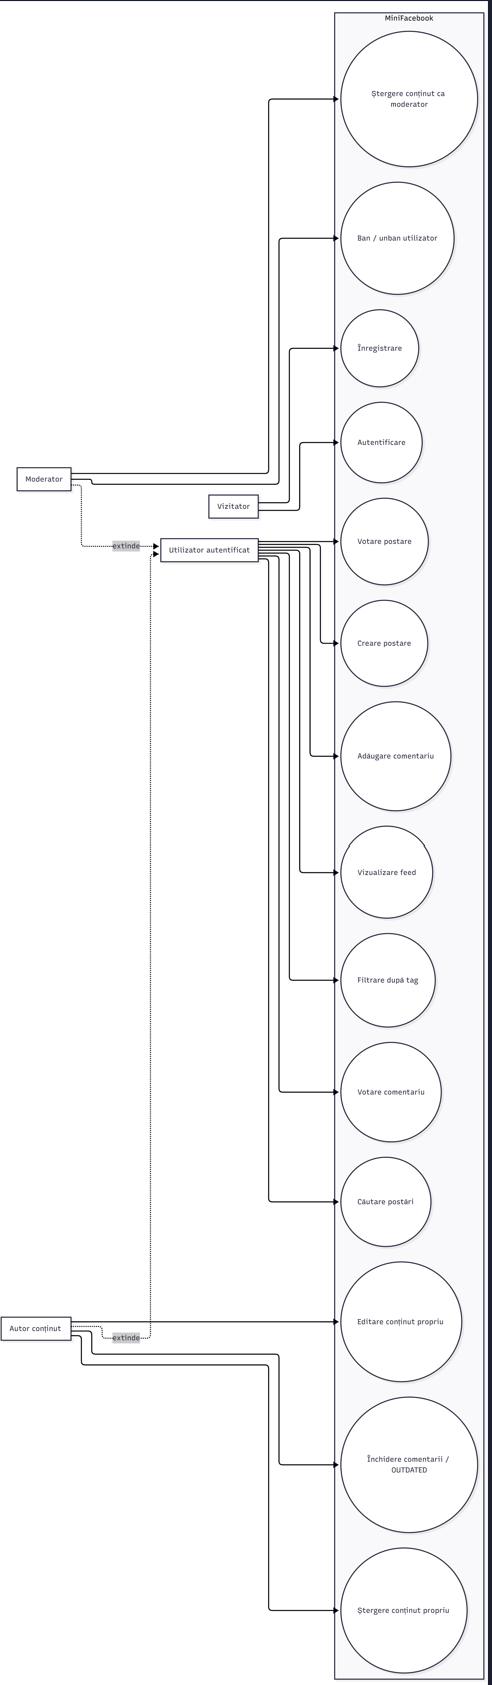 MiniFacebook
Ștergere conținut ca
moderator
Ban / unban utilizator
Înregistrare
Autentificare
Moderator
Vizitator
Votare postare
extinde
Utilizator autentificat
Creare postare
Adăugare comentariu
Vizualizare feed
Filtrare după tag
Votare comentariu
Căutare postări
Editare conținut propriu
Autor conținut
extinde
Închidere comentarii /
OUTDATED
Ștergere conținut propriu